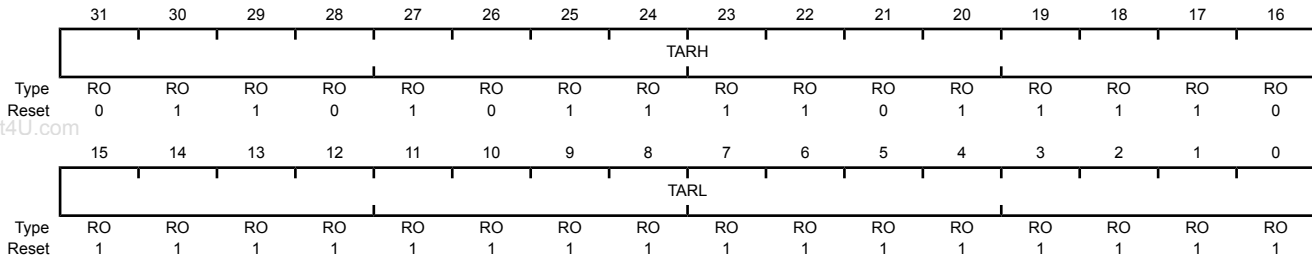 31 30 29 28 27 26 25 24 23 22 21 20 19 18 17 16
TARH
Type RO RO RO RO RO RO RO RO RO RO RO RO RO RO RO RO
Reset 0 1 1 0 1 0 1 1 1 1 0 1 1 1 1 0
t4U.com
15 14 13 12 11 10 9 8 7 6 5 4 3 2 1 0
TARL
Type RO RO RO RO RO RO RO RO RO RO RO RO RO RO RO RO
Reset 1 1 1 1 1 1 1 1 1 1 1 1 1 1 1 1